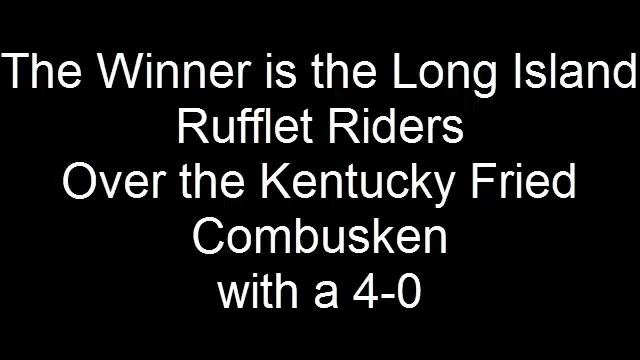 The Winner is the Long Island
Rufflet Riders
Over the Kentucky Fried
Combusken
with a 4-0